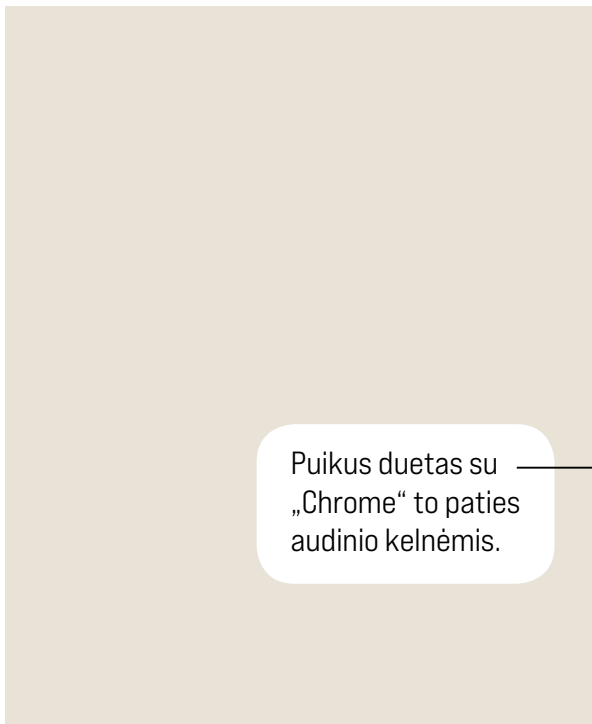 Puikus duetas su
„Chrome“ to paties
audinio kelnėmis.